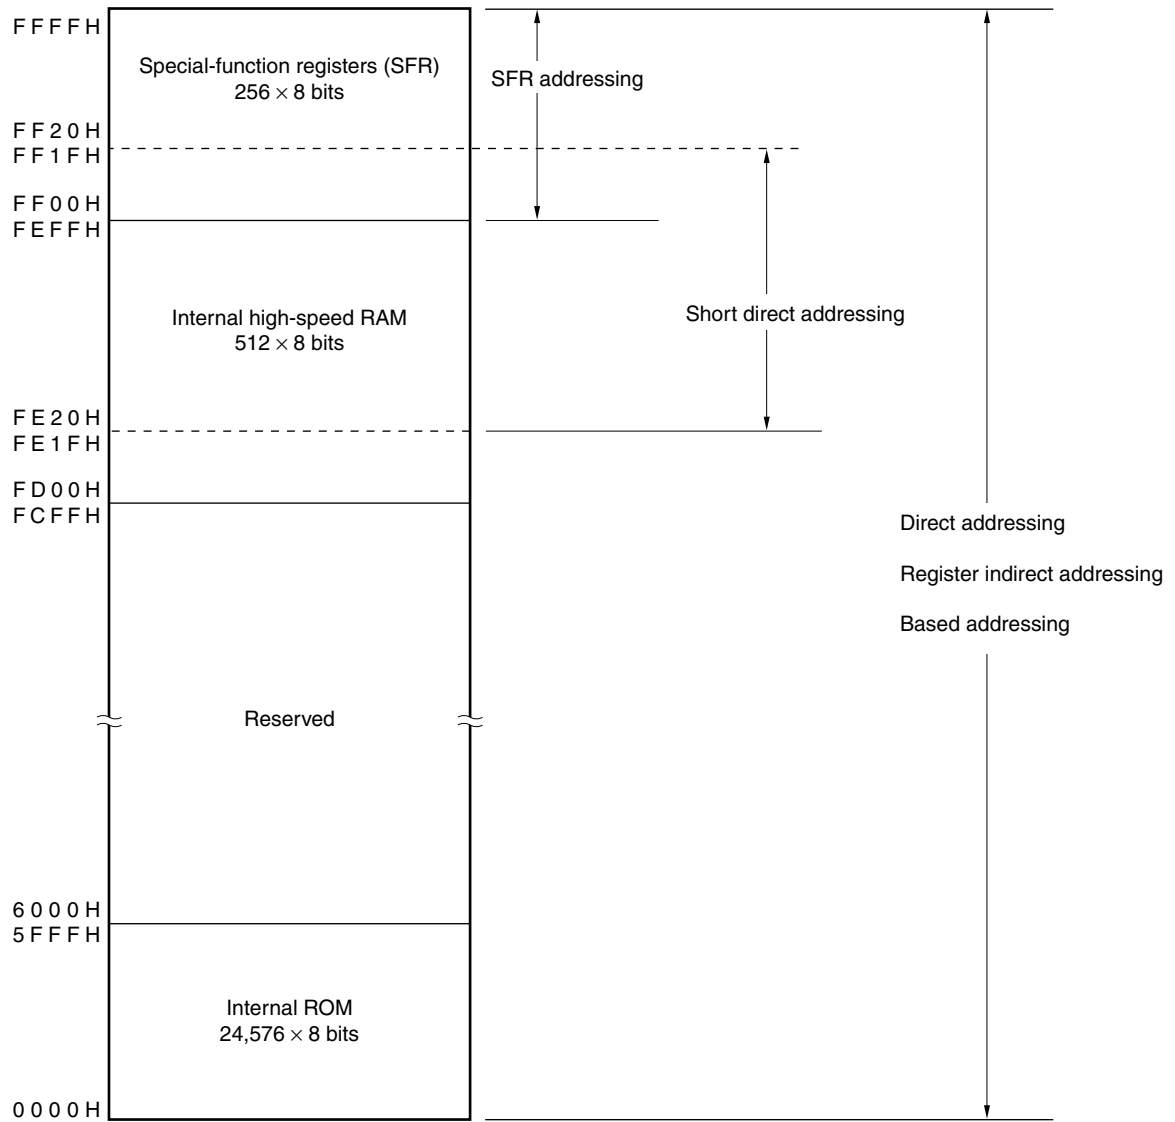 FFFFH
Special-function registers (SFR)
256 × 8 bits
SFR addressing
FF20H
FF1FH
FF00H
FEFFH
Internal high-speed RAM
512 × 8 bits
Short direct addressing
FE20H
FE1FH
FD00H
FCFFH
Direct addressing
Register indirect addressing
Based addressing
Reserved
6000H
5FFFH
Internal ROM
24,576 × 8 bits
0000H